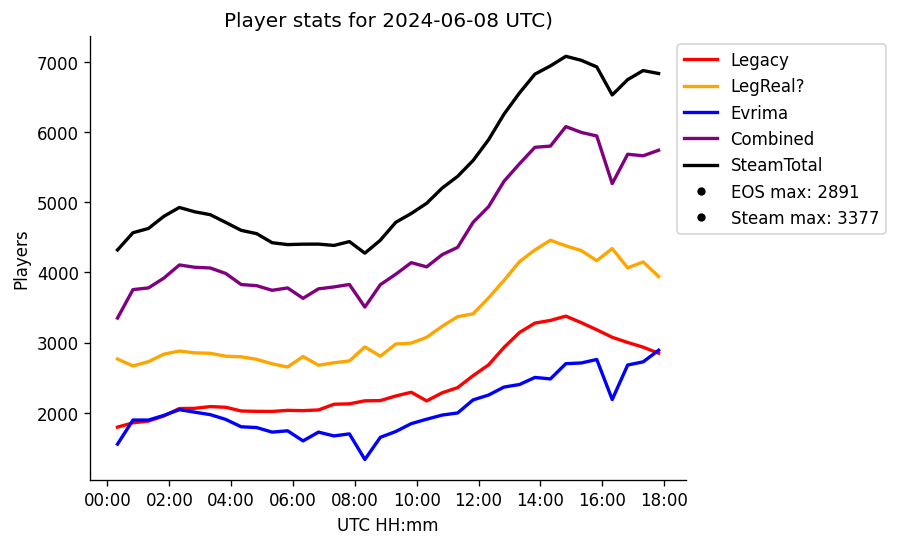 Player stats for 2024-06-08 UTC)
Legacy
LegReal?
Evrima
Combined
SteamTotal
EOS max: 2891
Steam max: 3377
7000
6000
5000
4000
3000
2000
Players
00:00 02:00 04:00 06:00 08:00 10:00 12:00 14:00 16:00 18:00
UTC HH:mm